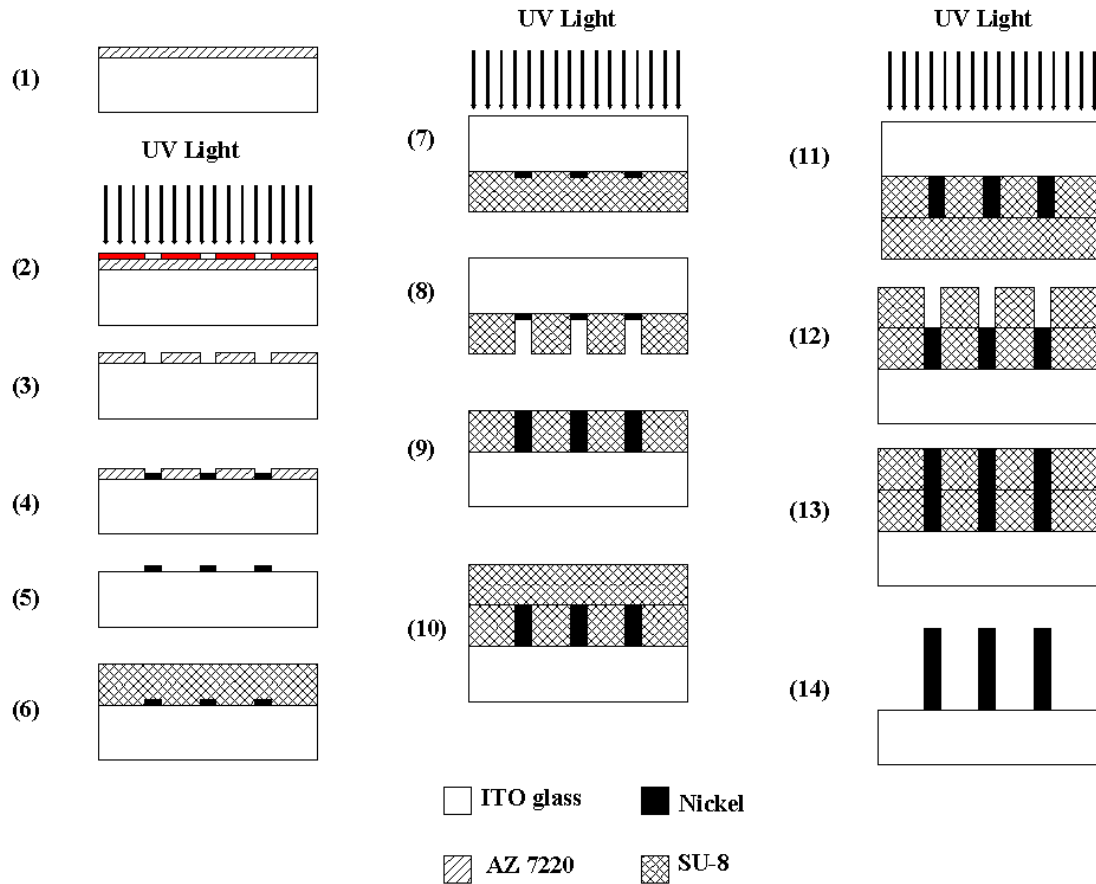 (1)
UV Light
(2)
(3)
(4)
(5)
(6)
UV Light
(7)
(8)
(9)
(10)
UV Light
(11)
(12)
(13)
(14)
ITO glass
Nickel
AZ 7220
SU-8